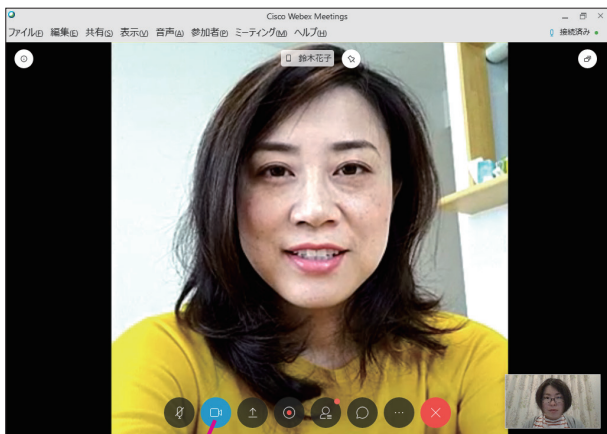 Cisco Webex Meetings
ファイル(F) 編集(E) 共有(S) 表示(V) 音声(A) 参加者(P) ミーティング(M) ヘルプ(H)
接続済み
鈴木花子